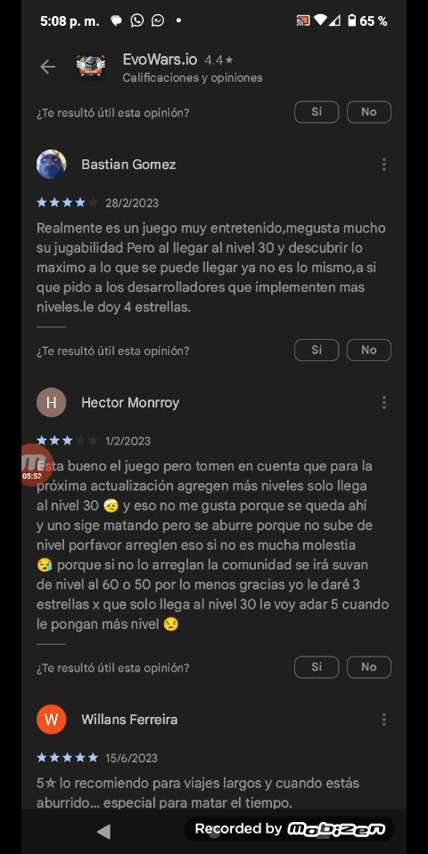 5:08 p. m.
65 %
EvoWars.io 4.4★
Calificaciones y opiniones
¿Te resultó útil esta opinión?
Sí
No
Bastian Gomez
28/2/2023
Realmente es un juego muy entretenido,megusta mucho
su jugabilidad Pero al llegar al nivel 30 y descubrir lo
maximo a lo que se puede llegar ya no es lo mismo,a si
que pido a los desarrolladores que implementen mas
niveles.le doy 4 estrellas.
¿Te resultó útil esta opinión?
Sí
No
H
Hector Monrroy
1/2/2023
05:52
Esta bueno el juego pero tomen en cuenta que para la
próxima actualización agregen más niveles solo llega
al nivel 30 🤕 y eso no me gusta porque se queda ahí
y uno sige matando pero se aburre porque no sube de
nivel porfavor arreglen eso si no es mucha molestia
😪 porque si no lo arreglan la comunidad se irá suvan
de nivel al 60 o 50 por lo menos gracias yo le daré 3
estrellas x que solo llega al nivel 30 le voy adar 5 cuando
le pongan más nivel 😒
¿Te resultó útil esta opinión?
Sí
No
W
Willans Ferreira
15/6/2023
5☆ lo recomiendo para viajes largos y cuando estás
aburrido... especial para matar el tiempo.
Recorded by mobizen